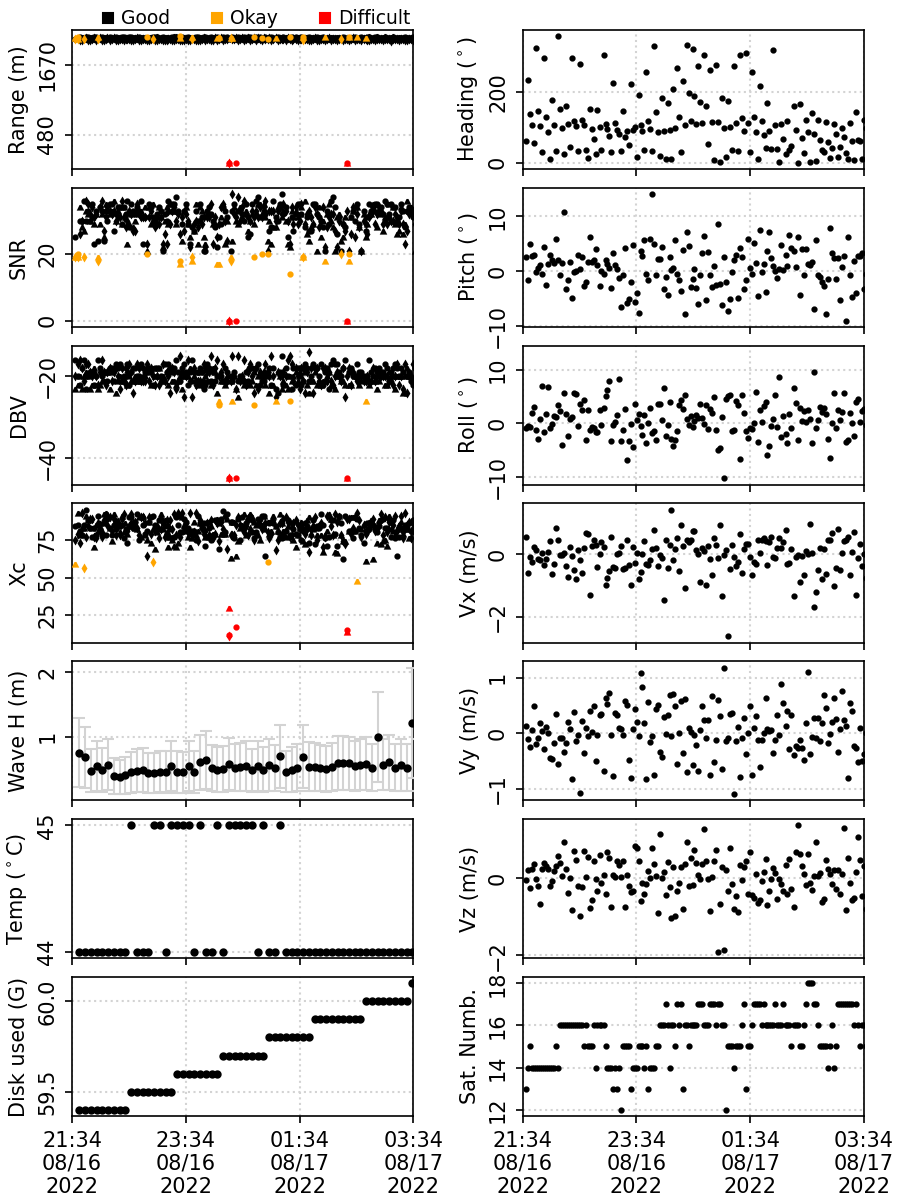 Good Okay Difficult
Range (m)
1670
480
Heading (°)
200
0
SNR
20
0
Pitch (°)
10
0
−10
DBV
−20
−40
Roll (°)
10
0
−10
Xc
75
50
25
Vx (m/s)
0
−2
Wave H (m)
2
1
Vy (m/s)
1
0
−1
Temp (°C)
45
44
Vz (m/s)
0
−2
Disk used (G)
60.0
59.5
Sat. Numb.
18
16
14
12
21:34 23:34 01:34 03:34
08/16 08/16 08/17 08/17
2022 2022 2022 2022
21:34 23:34 01:34 03:34
08/16 08/16 08/17 08/17
2022 2022 2022 2022